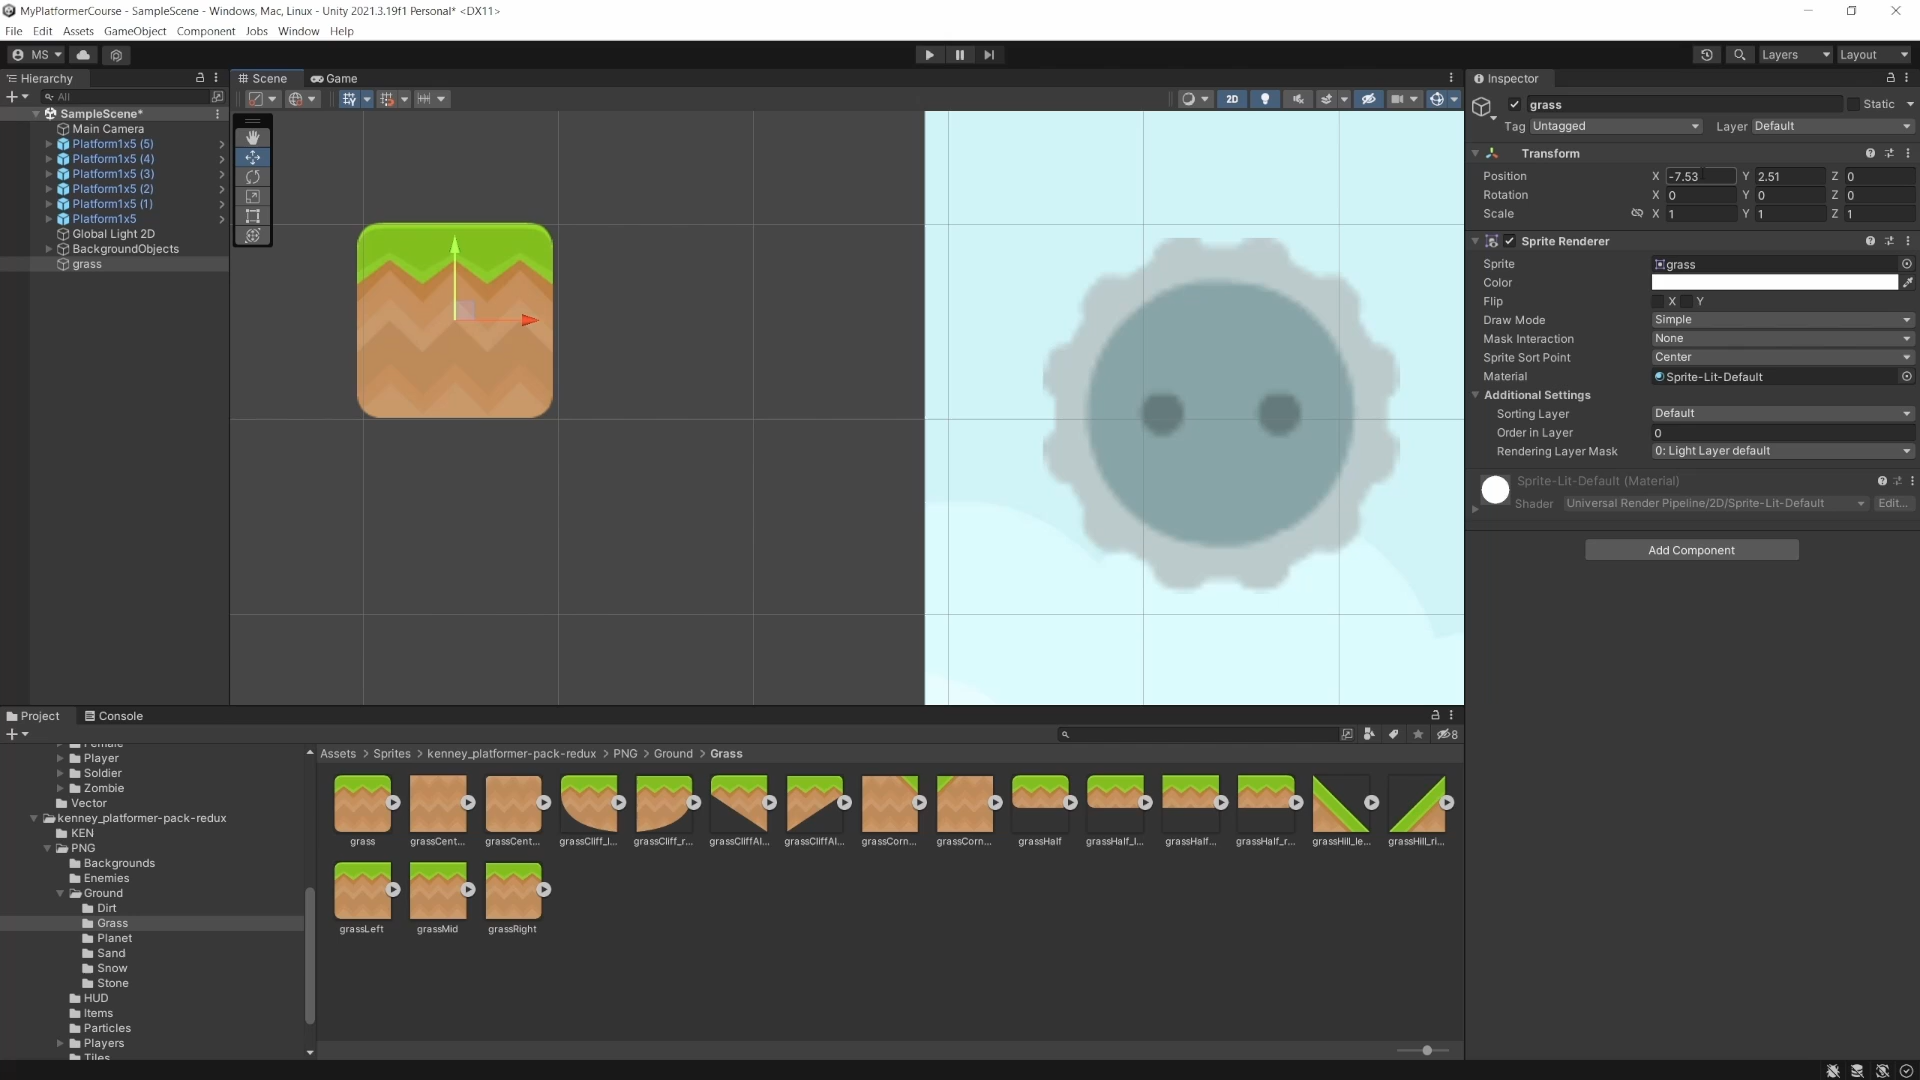 MyPlatformerCourse - SampleScene - Windows, Mac, Linux - Unity 2021.3.19f1 Personal* <DX11>
File Edit Assets GameObject Component Jobs Window Help
MS Layers Layout
Hierarchy
All
SampleScene*
Main Camera
Platform1x5 (5)
Platform1x5 (4)
Platform1x5 (3)
Platform1x5 (2)
Platform1x5 (1)
Platform1x5
Global Light 2D
BackgroundObjects
grass
Scene Game
2D
Inspector
grass Static
Tag Untagged Layer Default
Transform
Position X -7.53 Y 2.51 Z 0
Rotation X 0 Y 0 Z 0
Scale X 1 Y 1 Z 1
Sprite Renderer
Sprite grass
Color
Flip X Y
Draw Mode Simple
Mask Interaction None
Sprite Sort Point Center
Material Sprite-Lit-Default
Additional Settings
Sorting Layer Default
Order in Layer 0
Rendering Layer Mask 0: Light Layer default
Sprite-Lit-Default (Material)
Shader Universal Render Pipeline/2D/Sprite-Lit-Default Edit...
Add Component
Project Console
8
Female
Player
Soldier
Zombie
Vector
kenney_platformer-pack-redux
KEN
PNG
Backgrounds
Enemies
Ground
Dirt
Grass
Planet
Sand
Snow
Stone
HUD
Items
Particles
Players
Tiles
Assets > Sprites > kenney_platformer-pack-redux > PNG > Ground > Grass
grass grassCent... grassCent... grassCliff_l... grassCliff_r... grassCliffAl... grassCliffAl... grassCorn... grassCorn... grassHalf grassHalf_l... grassHalf... grassHalf_r... grassHill_le... grassHill_ri...
grassLeft grassMid grassRight